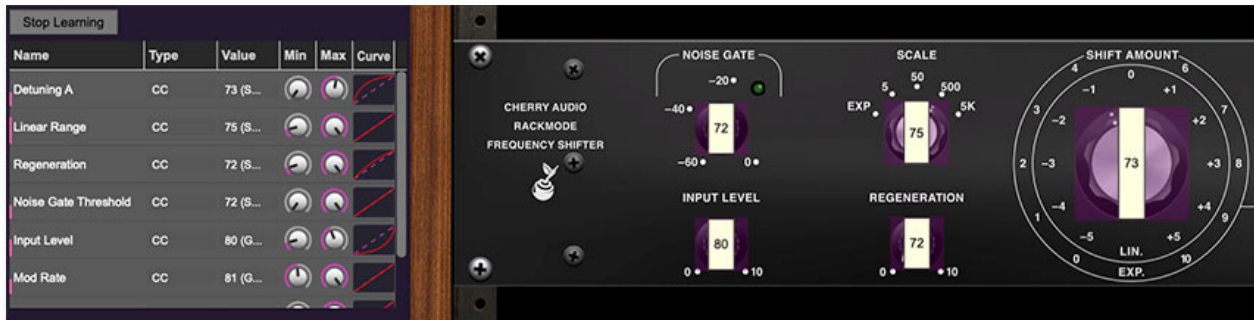 Stop Learning
Name Type Value Min Max Curve
Detuning A CC 73 (S...
Linear Range CC 75 (S...
Regeneration CC 72 (S...
Noise Gate Threshold CC 72 (S...
Input Level CC 80 (G...
Mod Rate CC 81 (G...
CHERRY AUDIO
RACKMODE
FREQUENCY SHIFTER
NOISE GATE
−20
−40
72
−60 0
INPUT LEVEL
80
0 10
SCALE
50
5 500
EXP 5K
75
REGENERATION
72
0 10
SHIFT AMOUNT
4 0 6
−1 +1
3 7
−2 +2
2 −3 73 +3 8
−4 +4
1 9
−5 +5
0 LIN. 10
EXP.